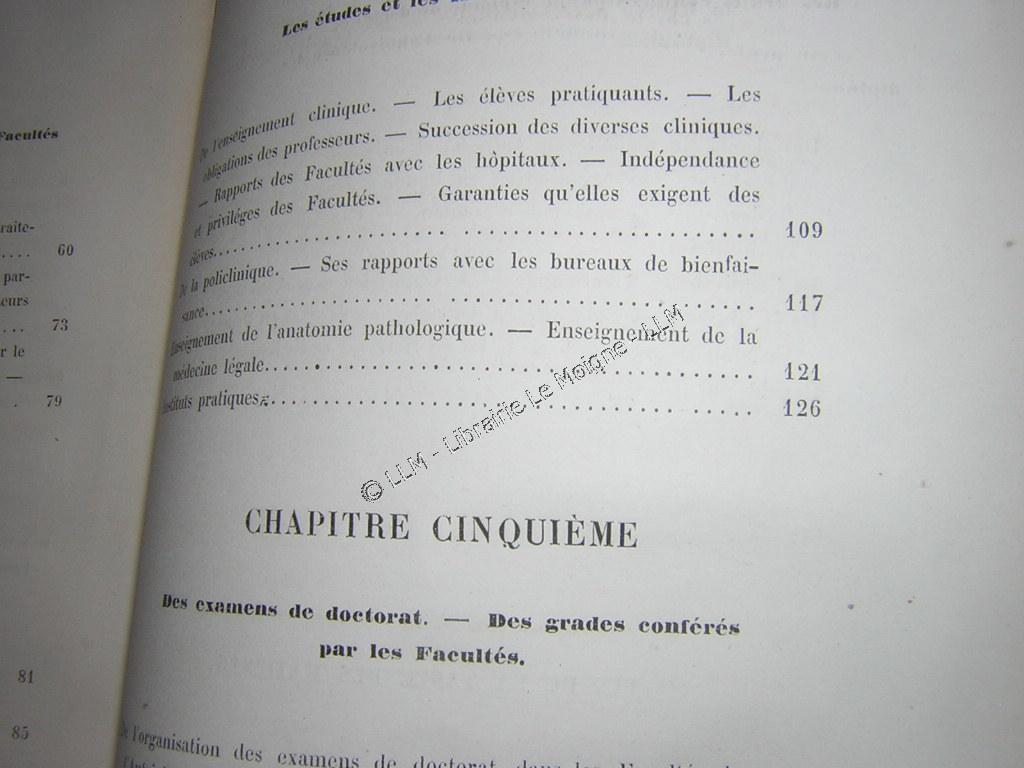 Facultés
raite-
.... 60
par-
eurs
... 73
r le
—
. 79
81
85
Les études et les
De l'enseignement clinique. — Les élèves pratiquants. — Les
obligations des professeurs. — Succession des diverses cliniques.
— Rapports des Facultés avec les hôpitaux. — Indépendance
et priviléges des Facultés. — Garanties qu'elles exigent des
élèves. 109
De la policlinique. — Ses rapports avec les bureaux de bienfai-
sance. 117
Enseignement de l'anatomie pathologique. — Enseignement de la
médecine légale. 121
Instituts pratiques. 126
© LLM - Librairie Le Moigne - LLM
CHAPITRE CINQUIÈME
Des examens de doctorat. — Des grades conférés
par les Facultés.
De l'organisation des examens de doctorat dans les Facultés